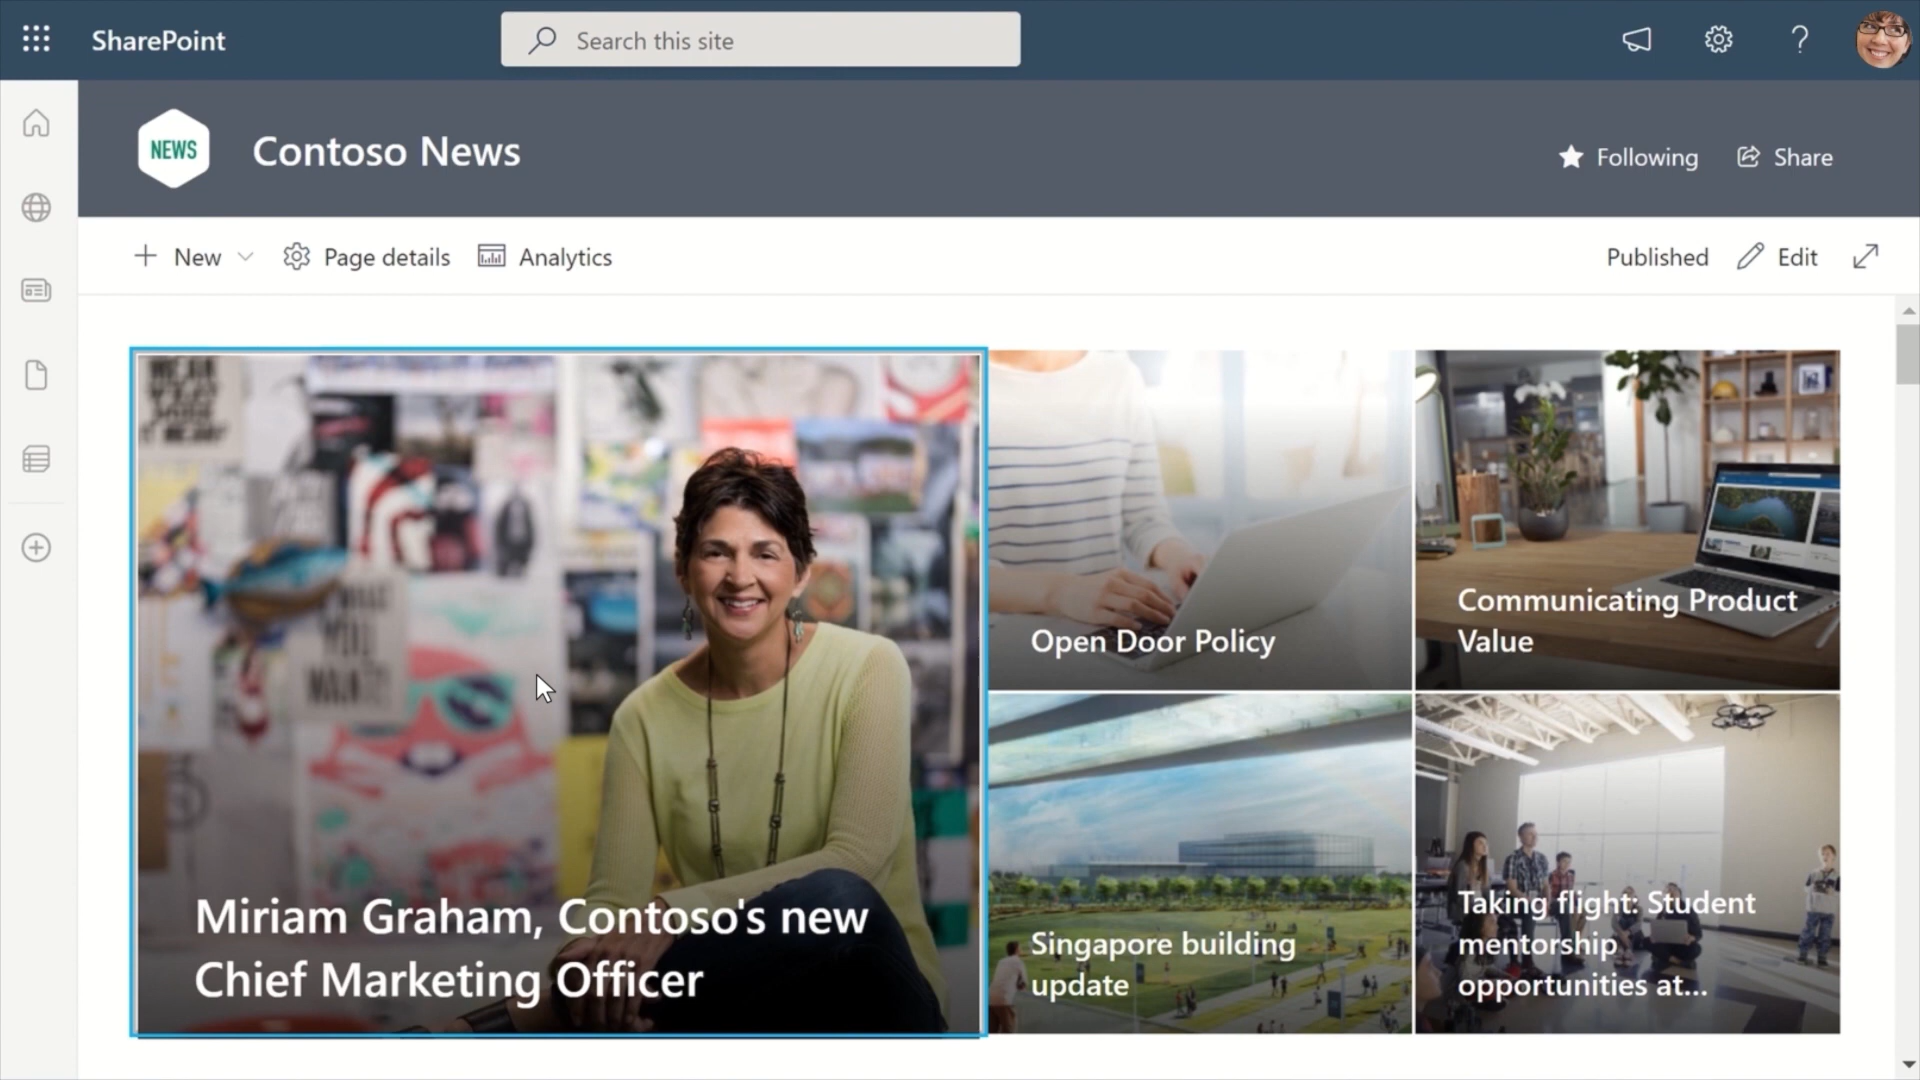 SharePoint
Search this site
NEWS
Contoso News
Following
Share
New
Page details
Analytics
Published
Edit
Miriam Graham, Contoso's new
Chief Marketing Officer
Open Door Policy
Communicating Product
Value
Singapore building
update
Taking flight: Student
mentorship
opportunities at...